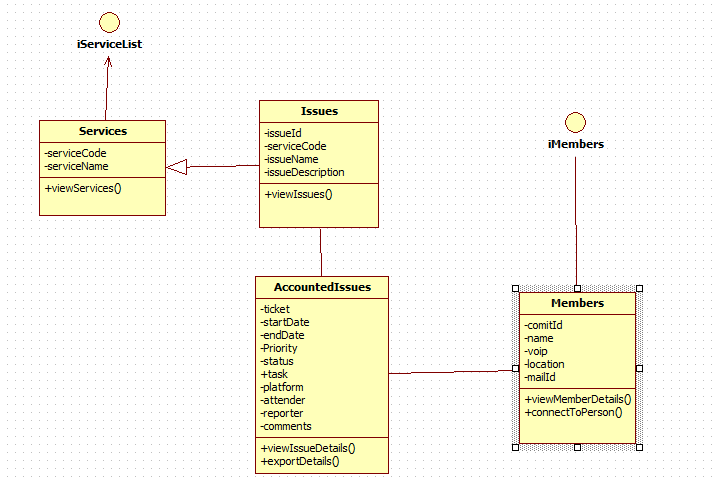 iServiceList
Services
-serviceCode
-serviceName
+viewServices()
Issues
-issueId
-serviceCode
-issueName
-issueDescription
+viewIssues()
iMembers
AccountedIssues
-ticket
-startDate
-endDate
-Priority
-status
+task
-platform
-attender
-reporter
-comments
+viewIssueDetails()
+exportDetails()
Members
-comitId
-name
-voip
-location
-mailId
+viewMemberDetails()
+connectToPerson()